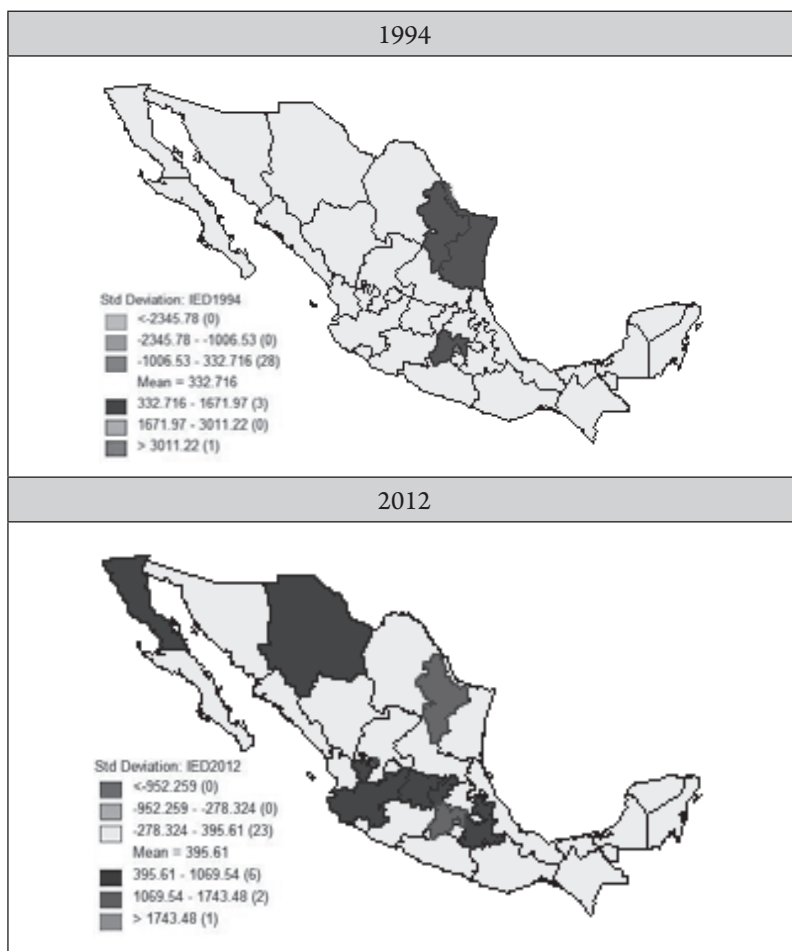 1994
Std Deviation: IED1994
<-2345.78 (0)
-2345.78 - -1006.53 (0)
-1006.53 - 332.716 (28)
Mean = 332.716
332.716 - 1671.97 (3)
1671.97 - 3011.22 (0)
> 3011.22 (1)
2012
Std Deviation: IED2012
<-952.259 (0)
-952.259 - -278.324 (0)
-278.324 - 395.61 (23)
Mean = 395.61
395.61 - 1069.54 (6)
1069.54 - 1743.48 (2)
> 1743.48 (1)